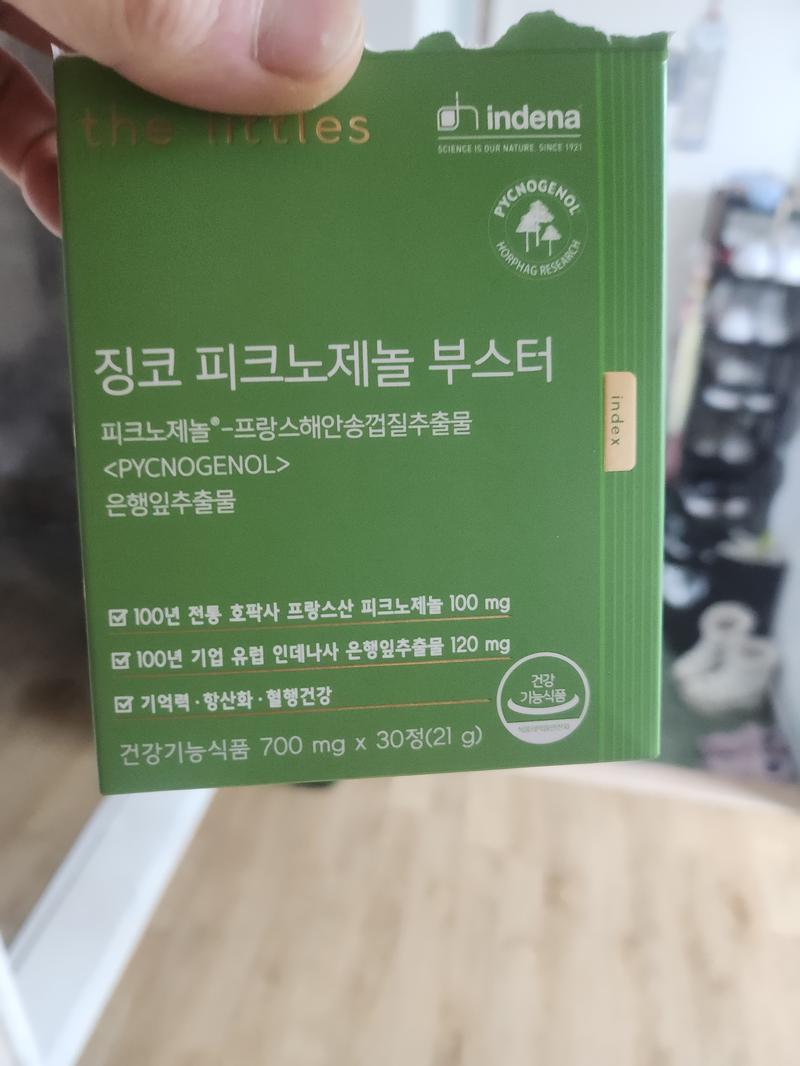 the littles
indena
SCIENCE IS OUR NATURE. SINCE 1921
PYCNOGENOL
HORPHAG RESEARCH
징코 피크노제놀 부스터
피크노제놀®-프랑스해안송껍질추출물
<PYCNOGENOL>
은행잎추출물
index
100년 전통 호팍사 프랑스산 피크노제놀 100 mg
100년 기업 유럽 인데나사 은행잎추출물 120 mg
기억력·항산화·혈행건강
건강
기능식품
건강기능식품 700 mg x 30정(21 g)